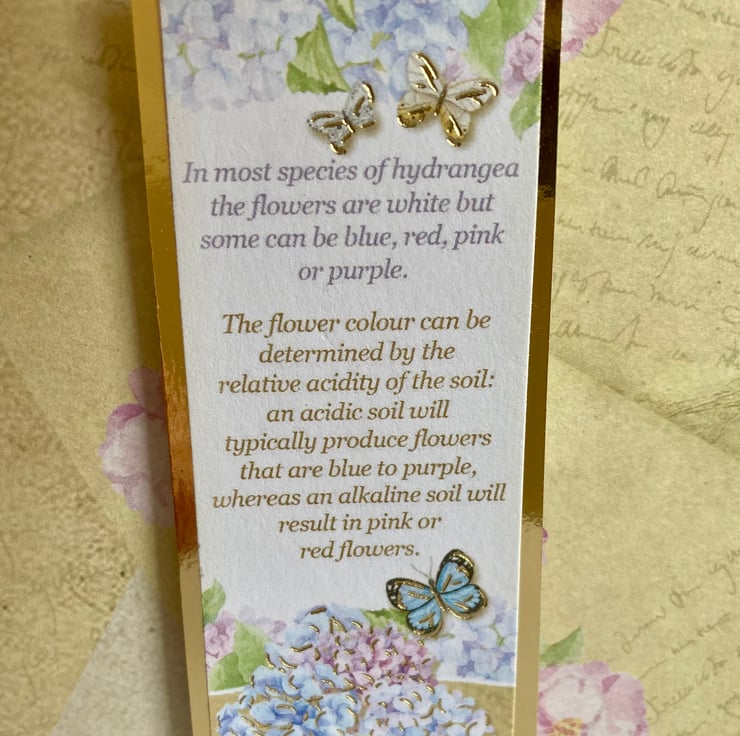 In most species of hydrangea
the flowers are white but
some can be blue, red, pink
or purple.
The flower colour can be
determined by the
relative acidity of the soil:
an acidic soil will
typically produce flowers
that are blue to purple,
whereas an alkaline soil will
result in pink or
red flowers.